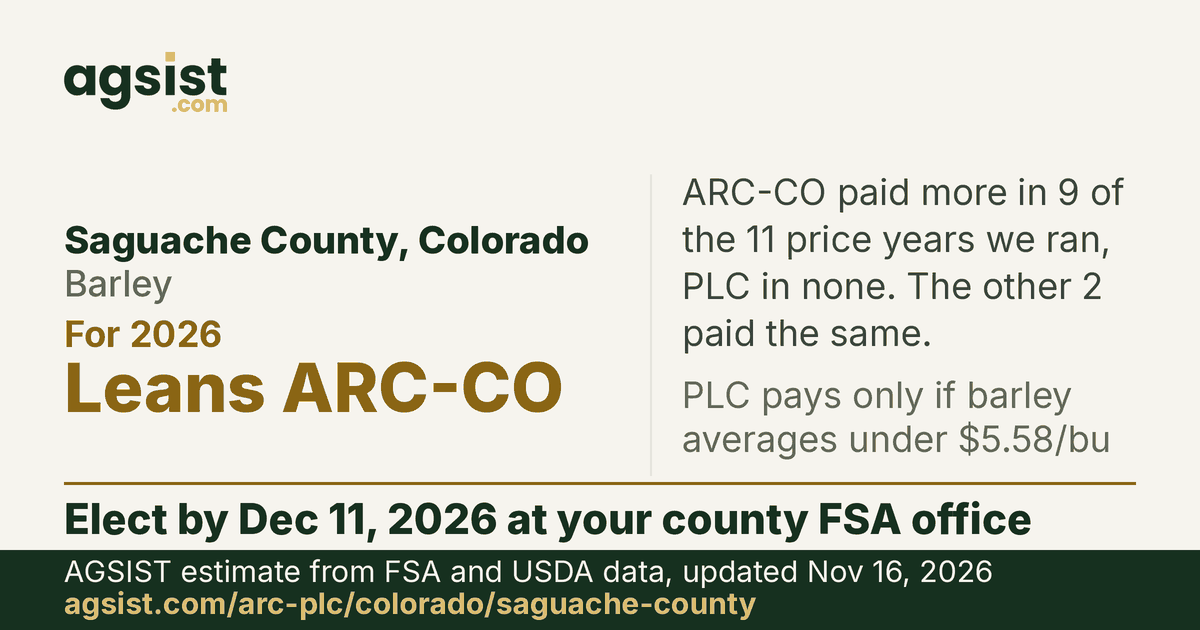 agsist
.com
Saguache County, Colorado
Barley
For 2026
Leans ARC-CO
ARC-CO paid more in 9 of
the 11 price years we ran,
PLC in none. The other 2
paid the same.
PLC pays only if barley
averages under $5.58/bu
Elect by Dec 11, 2026 at your county FSA office
AGSIST estimate from FSA and USDA data, updated Nov 16, 2026
agsist.com/arc-plc/colorado/saguache-county